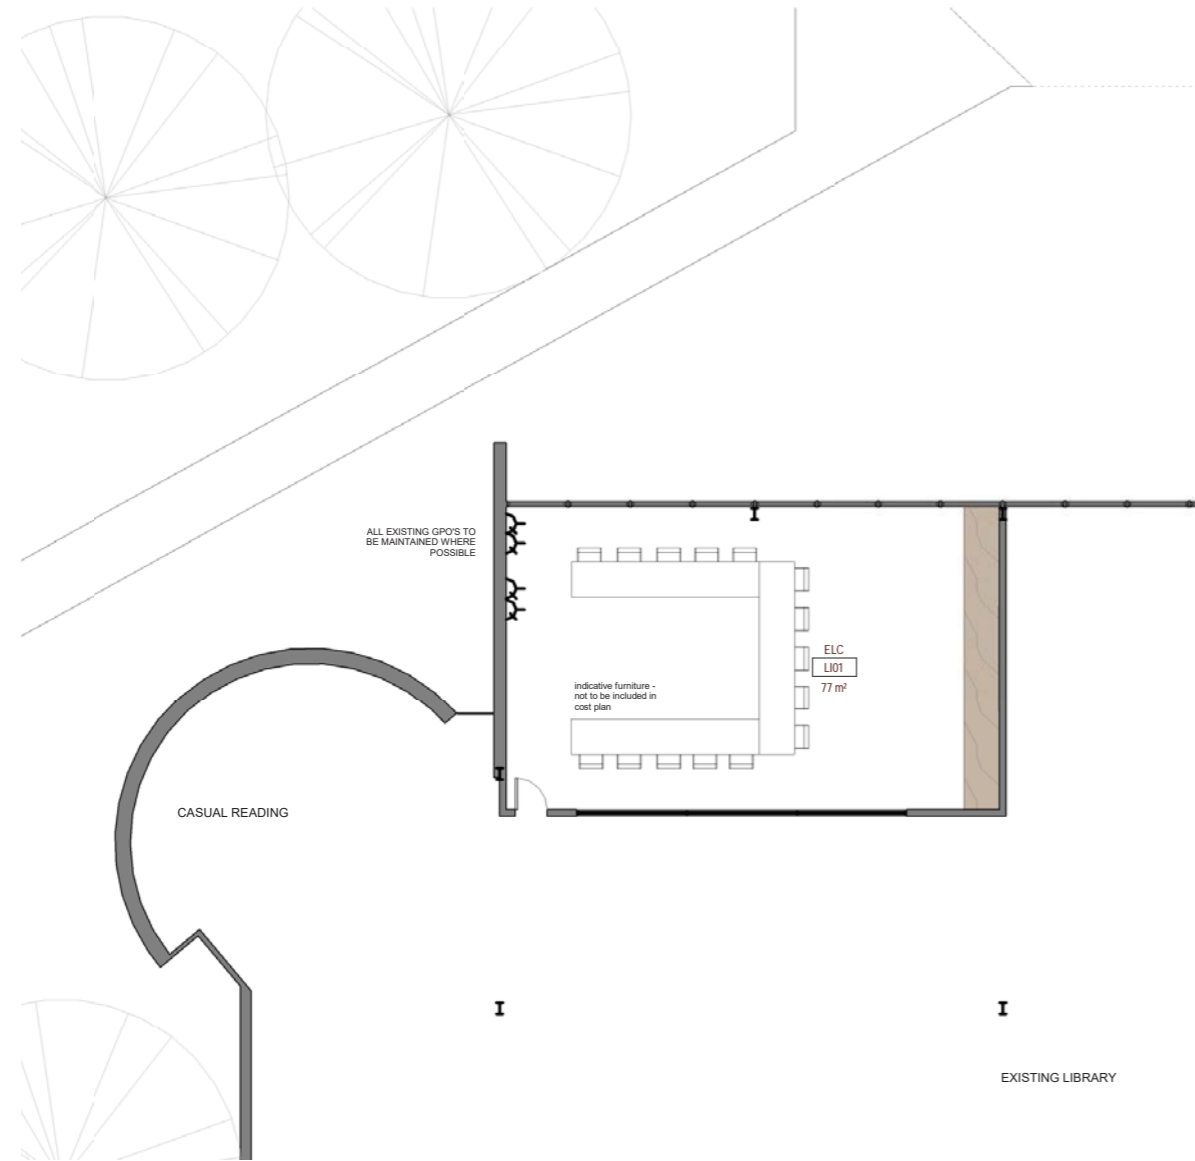 ALL EXISTING GPO'S TO
BE MAINTAINED WHERE
POSSIBLE
ELC
LI01
77 m²
indicative furniture -
not to be included in
cost plan
CASUAL READING
EXISTING LIBRARY